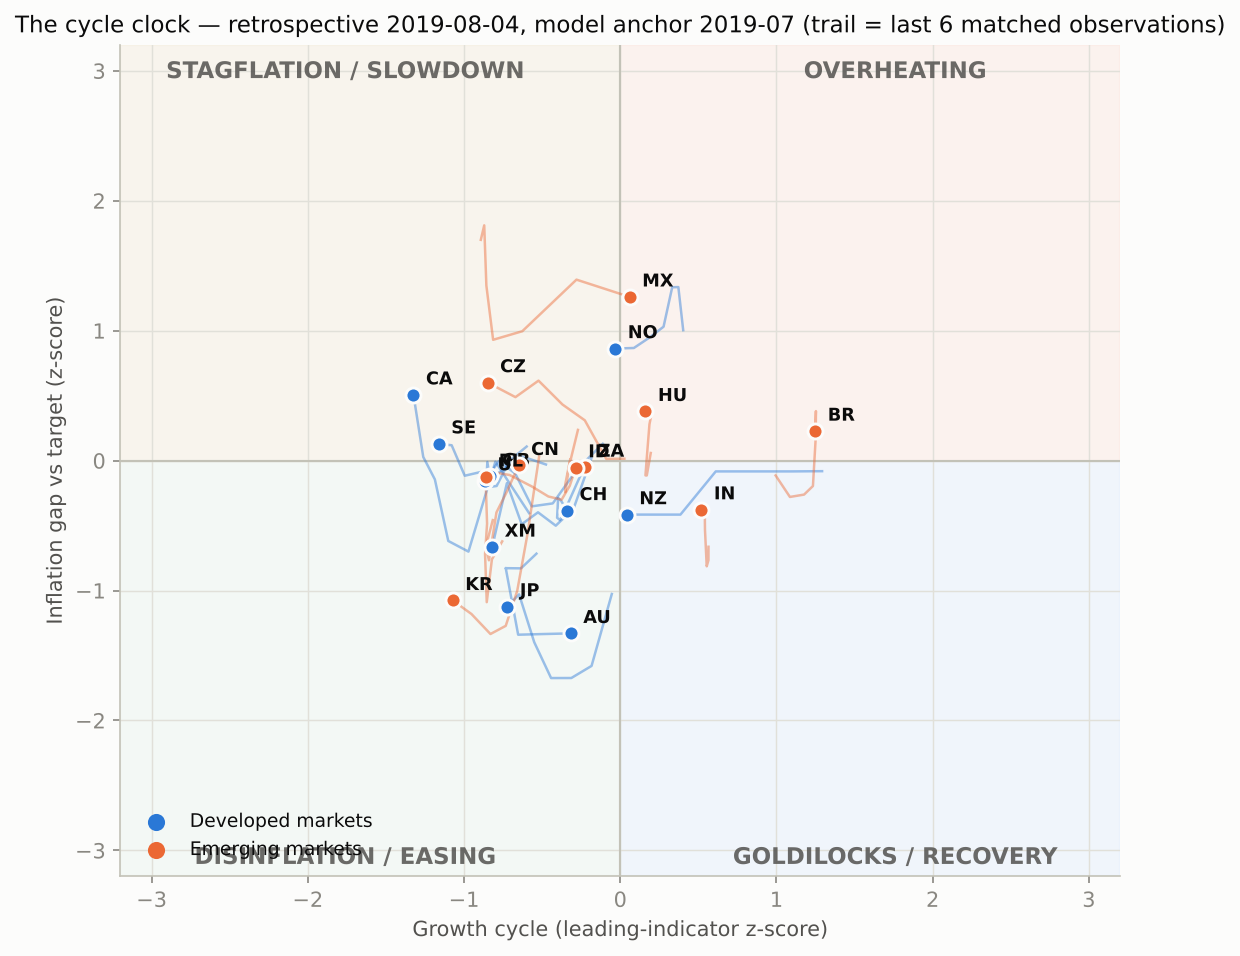 The cycle clock — retrospective 2019-08-04, model anchor 2019-07 (trail = last 6 matched observations)
STAGFLATION / SLOWDOWN
OVERHEATING
3
2
1
0
−1
−2
−3
Inflation gap vs target (z-score)
MX
NO
CZ
CA
HU
BR
SE
CN
ZA
CH
NZ
IN
XM
KR
JP
AU
Developed markets
Emerging markets
DISINFLATION / EASING
GOLDILOCKS / RECOVERY
−3
−2
−1
0
1
2
3
Growth cycle (leading-indicator z-score)